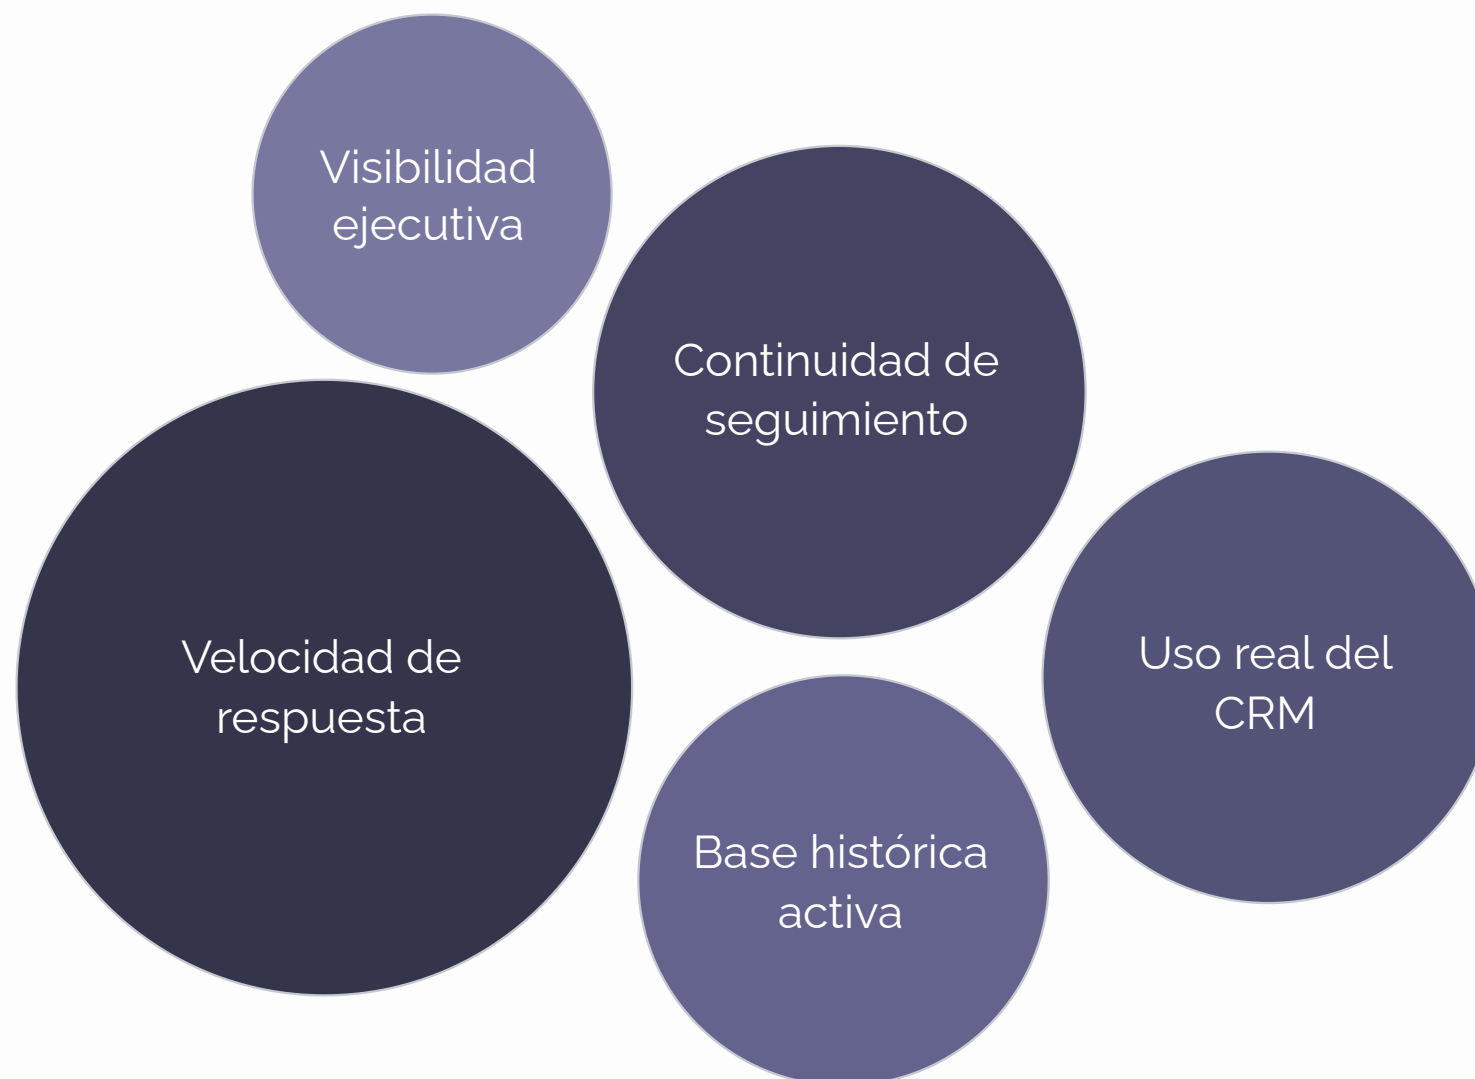 Visibilidad
ejecutiva
Continuidad de
seguimiento
Velocidad de
respuesta
Uso real del
CRM
Base histórica
activa